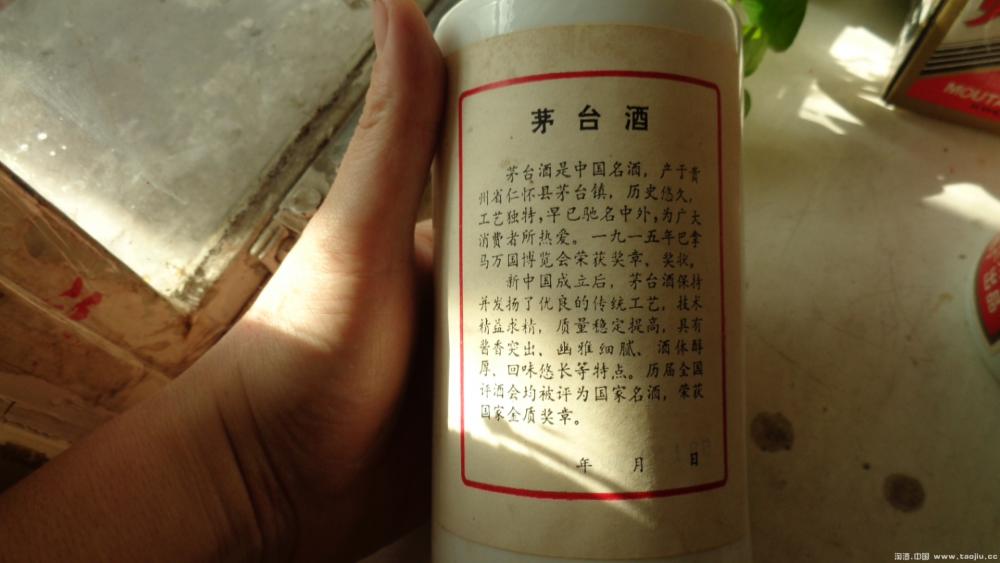 茅台酒
茅台酒是中国名酒，产于贵
州省仁怀县茅台镇，历史悠久，
工艺独特，早已驰名中外，为广大
消费者所热爱。一九一五年巴拿
马万国博览会荣获奖章、奖状。
新中国成立后，茅台酒保持
并发扬了优良的传统工艺，技术
精益求精，质量稳定提高，具有
酱香突出、幽雅细腻、酒体醇
厚、回味悠长等特点。历届全国
评酒会均被评为国家名酒，荣获
国家金质奖章。
年 月 日
MOUT
淘酒.中国 www.taojiu.cc